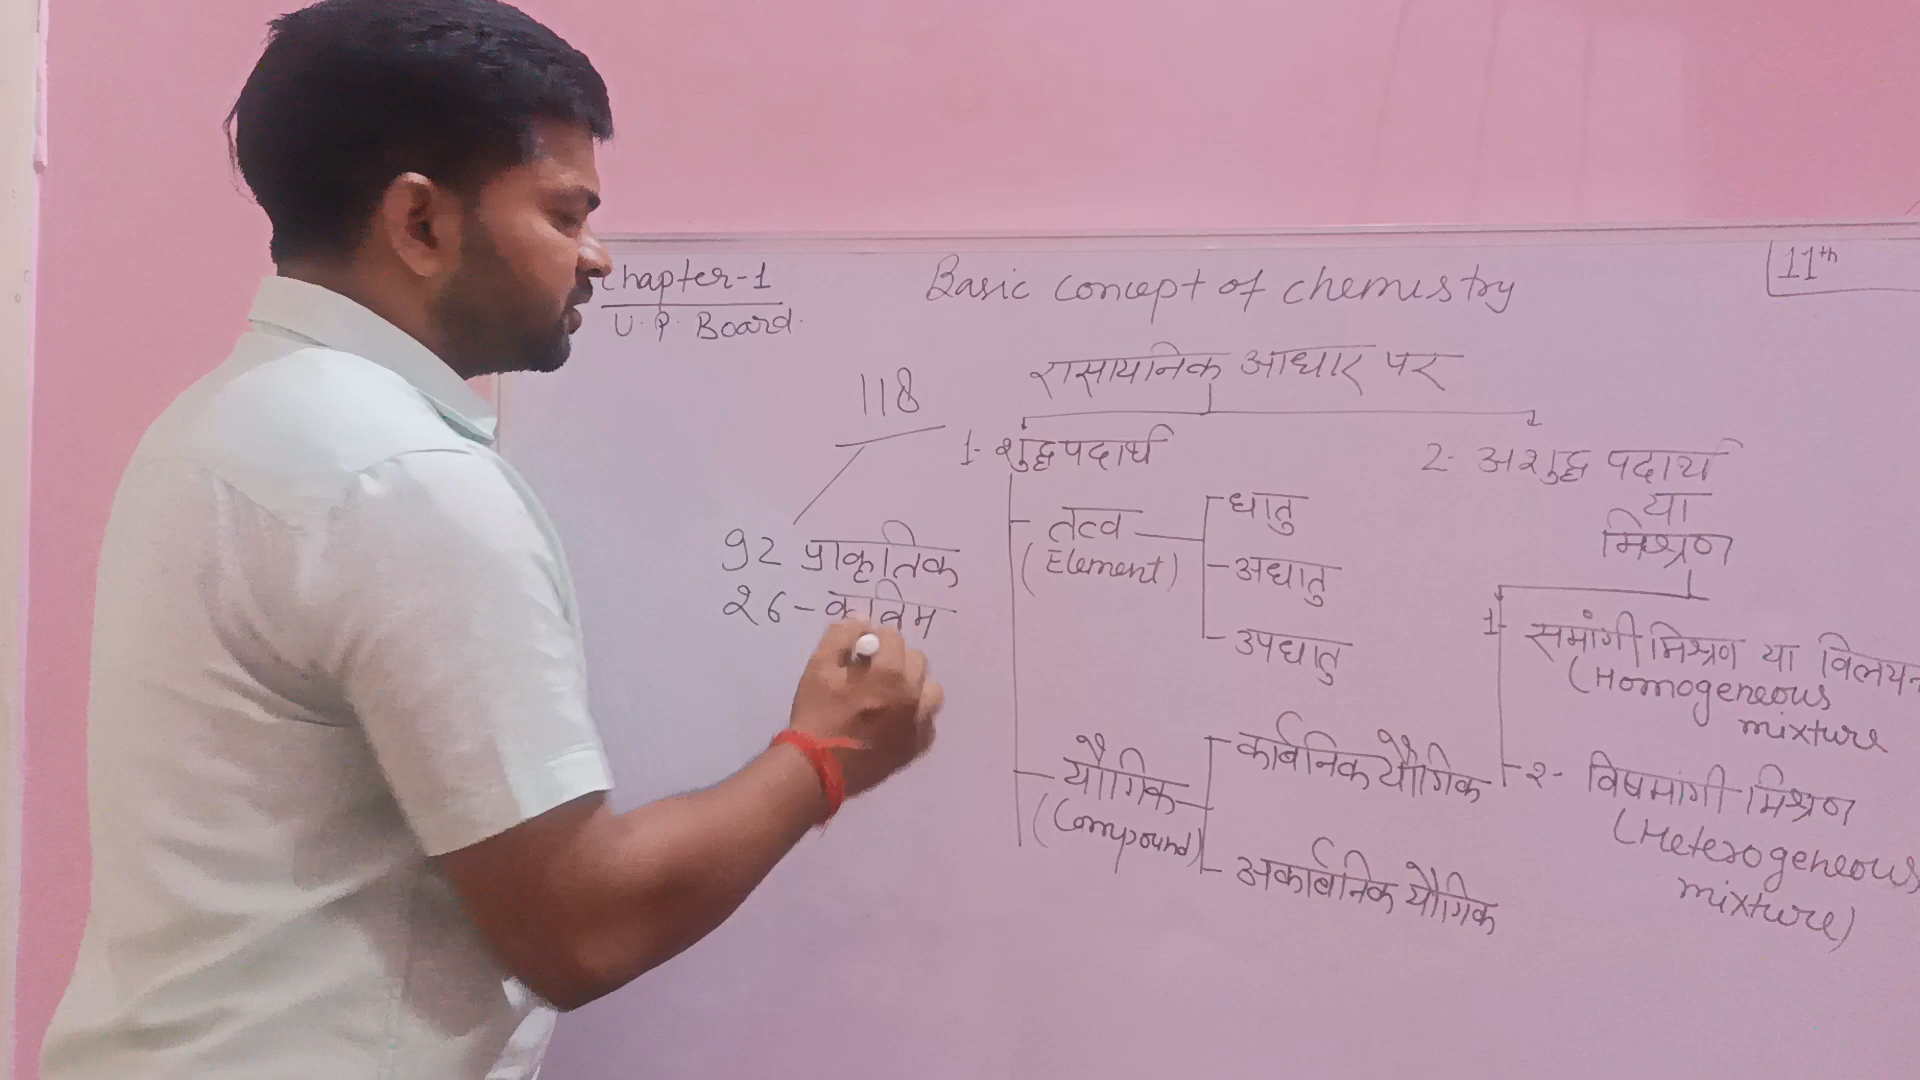 Chapter-1
U.P. Board.
Basic concept of chemistry
11th
रासायनिक आधार पर
118
92 प्राकृतिक
२6-कृत्रिम
1- शुद्ध पदार्थ
तत्व
(Element)
धातु
अधातु
उपधातु
यौगिक
(Compound)
कार्बनिक यौगिक
अकार्बनिक यौगिक
2- अशुद्ध पदार्थ
या
मिश्रण
1- समांगी मिश्रण या विलयन
(Homogeneous
mixture
२- विषमांगी मिश्रण
(Heterogeneous
mixture)